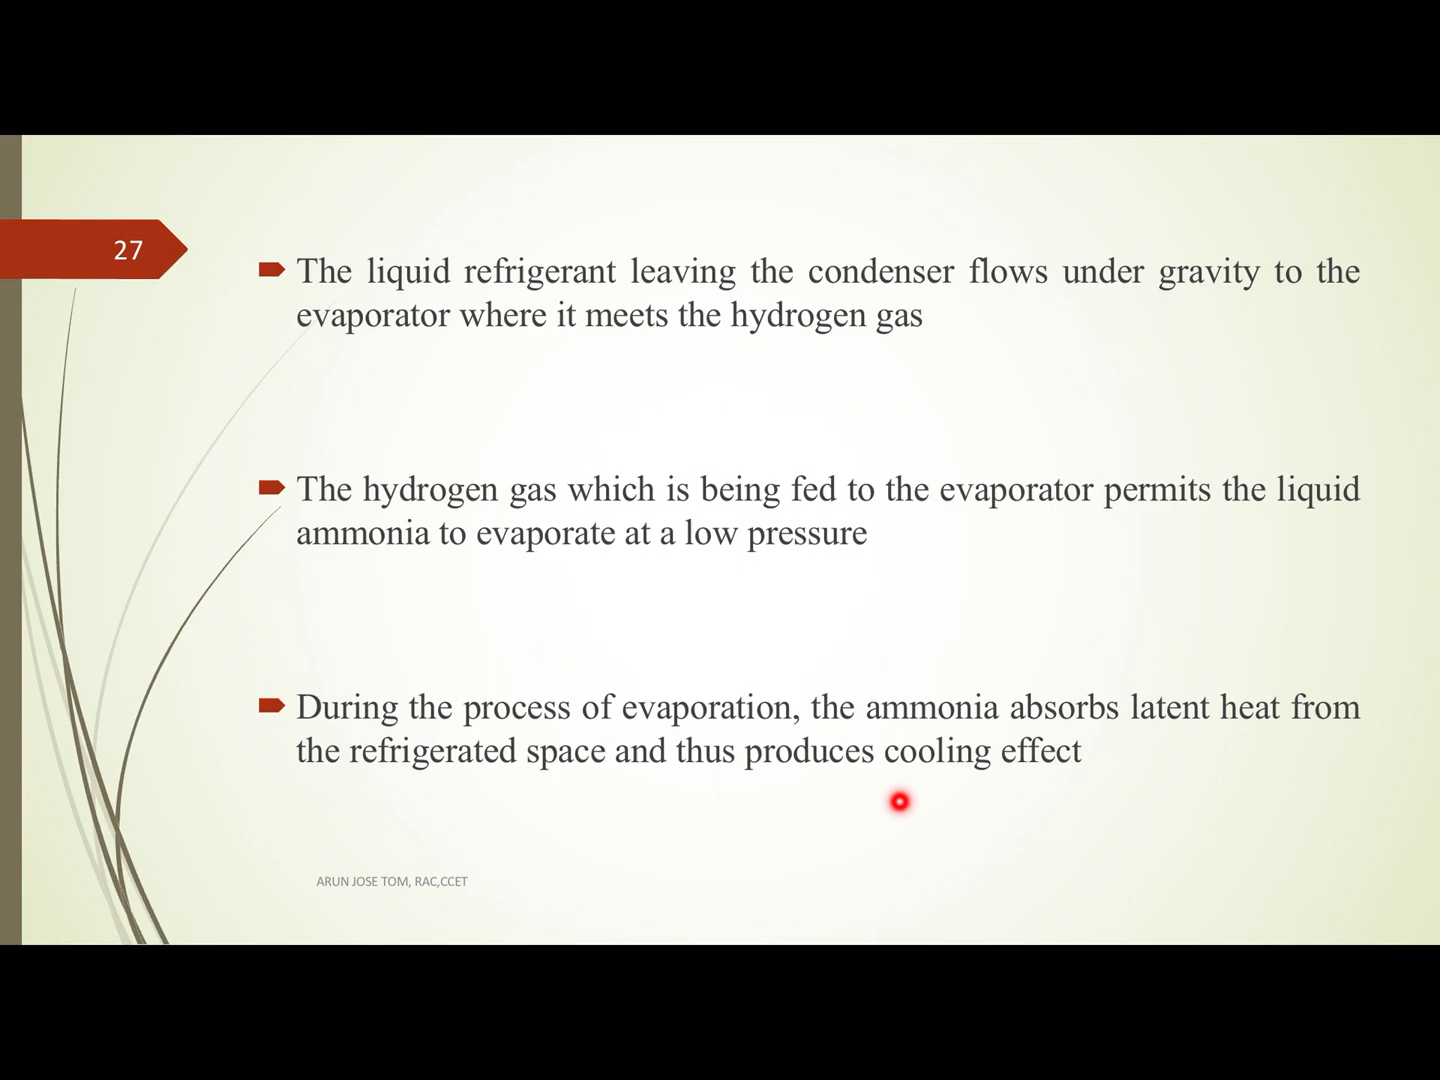 27
The liquid refrigerant leaving the condenser flows under gravity to the
evaporator where it meets the hydrogen gas
The hydrogen gas which is being fed to the evaporator permits the liquid
ammonia to evaporate at a low pressure
During the process of evaporation, the ammonia absorbs latent heat from
the refrigerated space and thus produces cooling effect
ARUN JOSE TOM, RAC,CCET